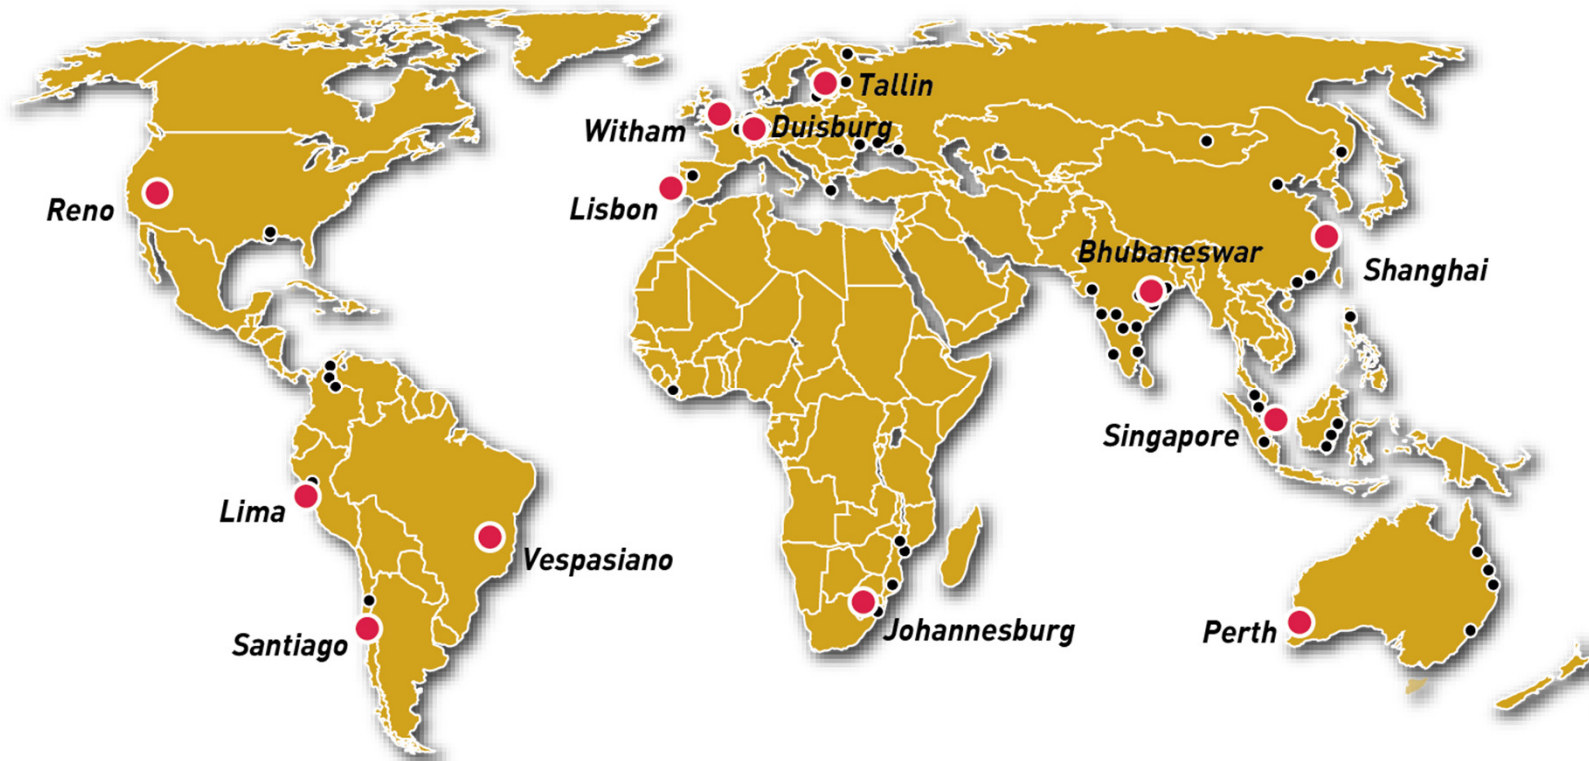 Tallin
Witham
Duisburg
Reno
Lisbon
Bhubaneswar
Shanghai
Singapore
Lima
Vespasiano
Santiago
Johannesburg
Perth